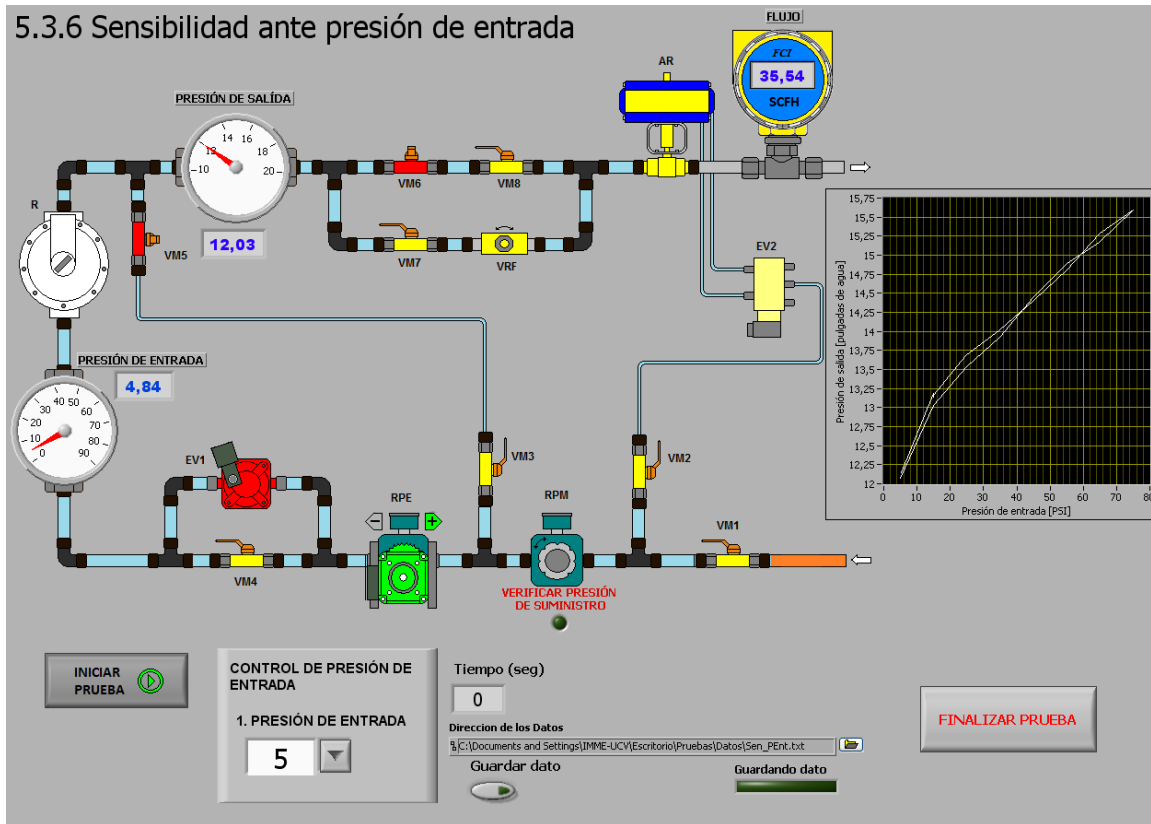 5.3.6 Sensibilidad ante presión de entrada
FLUJO
FCI
35,54
SCFH
AR
PRESIÓN DE SALÍDA
10 12 14 16 18 20
12,03
VM6
VM8
VM7
VRF
R
VM5
EV2
PRESIÓN DE ENTRADA
4,84
0 10 20 30 40 50 60 70 80 90
EV1
VM3
VM2
RPE
RPM
VM1
VM4
VERIFICAR PRESIÓN
DE SUMINISTRO
Presión de salida [pulgadas de agua]
15,75
15,5
15,25
15
14,75
14,5
14,25
14
13,75
13,5
13,25
13
12,75
12,5
12,25
12
0 10 20 30 40 50 60 70 80
Presión de entrada [PSI]
INICIAR
PRUEBA
CONTROL DE PRESIÓN DE
ENTRADA
1. PRESIÓN DE ENTRADA
5
Tiempo (seg)
0
Direccion de los Datos
C:\Documents and Settings\IMME-UCV\Escritorio\Pruebas\Datos\Sen_PEnt.txt
Guardar dato
Guardando dato
FINALIZAR PRUEBA